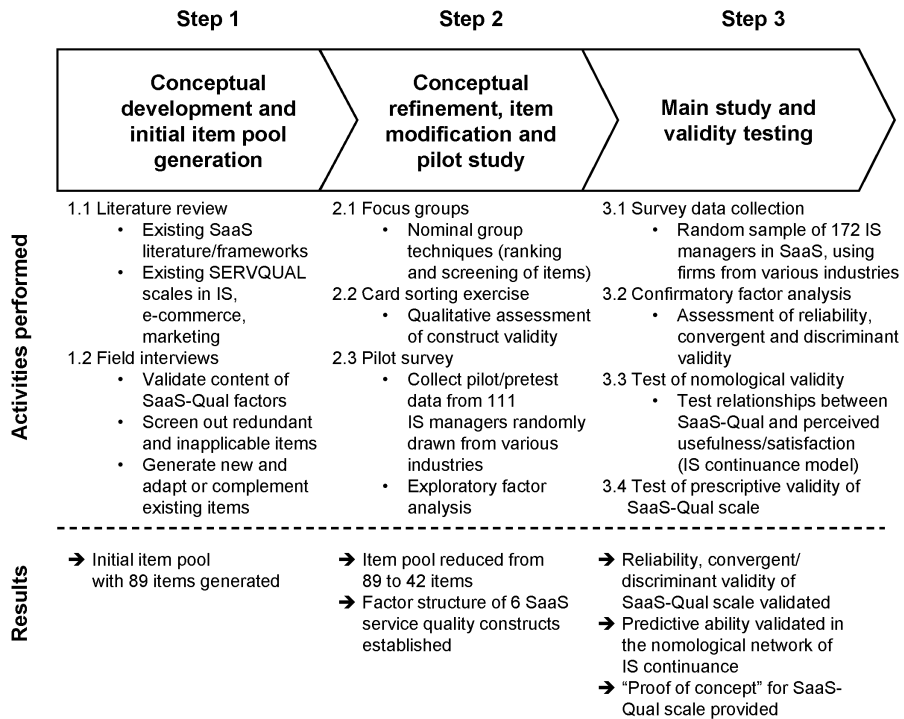 Step 1
Step 2
Step 3
Conceptual
development and
initial item pool
generation
Conceptual
refinement, item
modification and
pilot study
Main study and
validity testing
Activities performed
1.1 Literature review
• Existing SaaS
literature/frameworks
• Existing SERVQUAL
scales in IS,
e-commerce,
marketing
1.2 Field interviews
• Validate content of
SaaS-Qual factors
• Screen out redundant
and inapplicable items
• Generate new and
adapt or complement
existing items
2.1 Focus groups
• Nominal group
techniques (ranking
and screening of items)
2.2 Card sorting exercise
• Qualitative assessment
of construct validity
2.3 Pilot survey
• Collect pilot/pretest
data from 111
IS managers randomly
drawn from various
industries
• Exploratory factor
analysis
3.1 Survey data collection
• Random sample of 172 IS
managers in SaaS, using
firms from various industries
3.2 Confirmatory factor analysis
• Assessment of reliability,
convergent and discriminant
validity
3.3 Test of nomological validity
• Test relationships between
SaaS-Qual and perceived
usefulness/satisfaction
(IS continuance model)
3.4 Test of prescriptive validity of
SaaS-Qual scale
Results
➔ Initial item pool
with 89 items generated
➔ Item pool reduced from
89 to 42 items
➔ Factor structure of 6 SaaS
service quality constructs
established
➔ Reliability, convergent/
discriminant validity of
SaaS-Qual scale validated
➔ Predictive ability validated in
the nomological network of
IS continuance
➔ “Proof of concept” for SaaS-
Qual scale provided